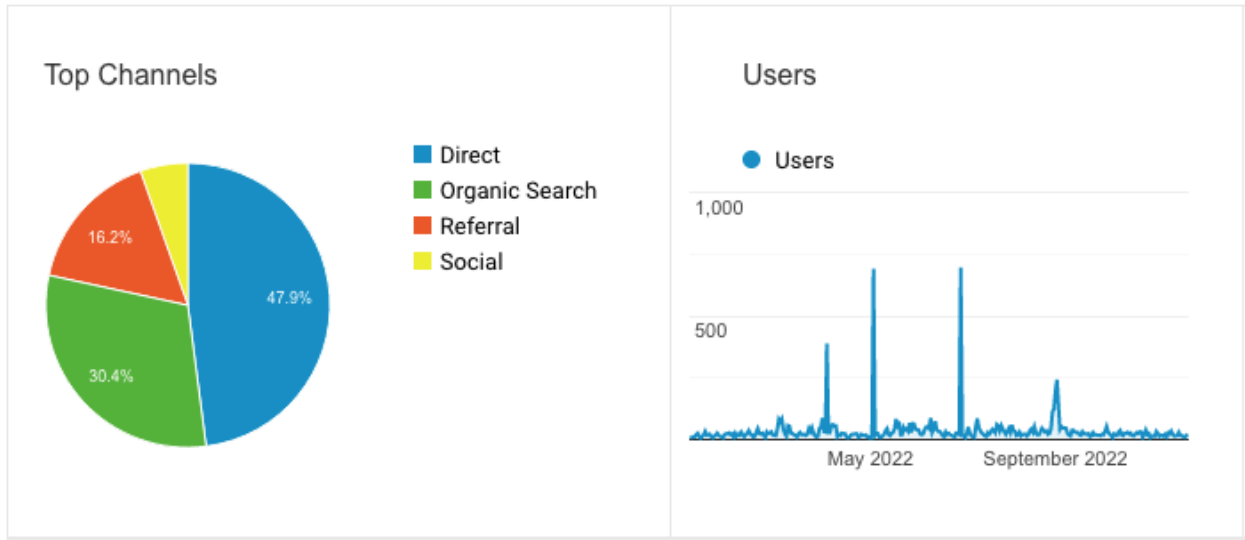 Top Channels
Direct
Organic Search
Referral
Social
16.2%
47.9%
30.4%
Users
Users
1,000
500
May 2022
September 2022